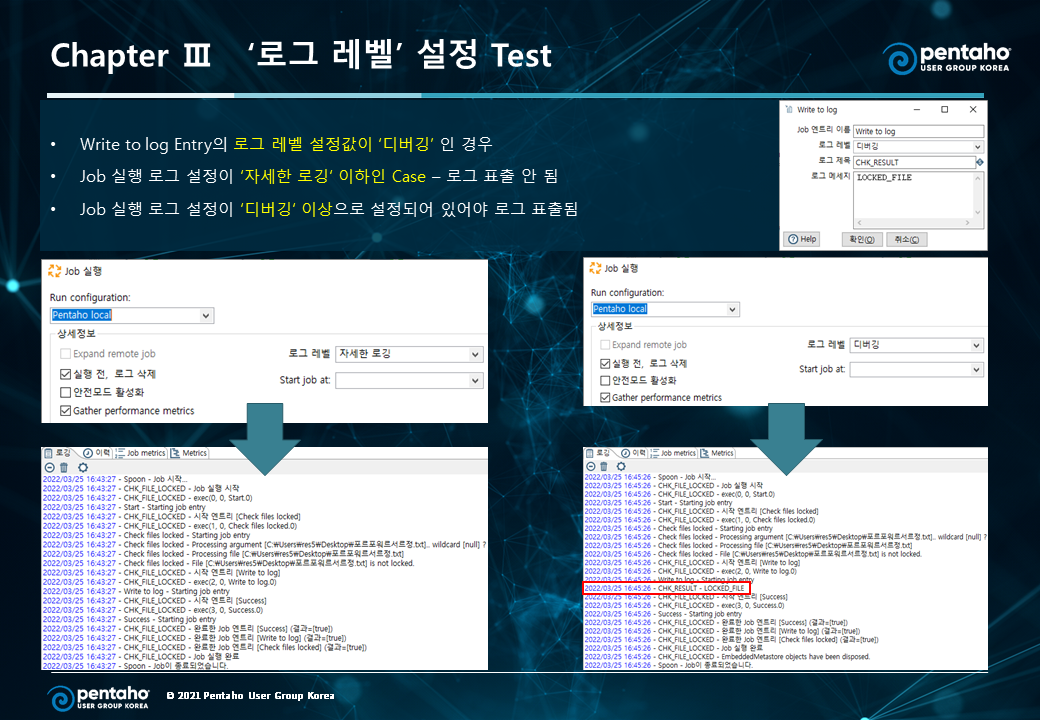 Chapter Ⅲ ‘로그 레벨’ 설정 Test
pentaho
USER GROUP KOREA
• Write to log Entry의 로그 레벨 설정값이 ‘디버깅’ 인 경우
• Job 실행 로그 설정이 ‘자세한 로깅’ 이하인 Case – 로그 표출 안 됨
• Job 실행 로그 설정이 ‘디버깅’ 이상으로 설정되어 있어야 로그 표출됨
Write to log
Job 엔트리 이름 Write to log
로그 레벨 디버깅
로그 제목 CHK_RESULT
로그 메세지 LOCKED_FILE
Help 확인(O) 취소(C)
Job 실행
Run configuration:
Pentaho local
상세정보
Expand remote job
로그 레벨 자세한 로깅
실행 전, 로그 삭제
Start job at:
안전모드 활성화
Gather performance metrics
Job 실행
Run configuration:
Pentaho local
상세정보
Expand remote job
로그 레벨 디버깅
실행 전, 로그 삭제
Start job at:
안전모드 활성화
Gather performance metrics
로깅 이력 Job metrics Metrics
2022/03/25 16:43:27 - Spoon - Job 시작...
2022/03/25 16:43:27 - CHK_FILE_LOCKED - Job 실행 시작
2022/03/25 16:43:27 - CHK_FILE_LOCKED - exec(0, 0, Start.0)
2022/03/25 16:43:27 - Start - Starting job entry
2022/03/25 16:43:27 - CHK_FILE_LOCKED - 시작 엔트리 [Check files locked]
2022/03/25 16:43:27 - CHK_FILE_LOCKED - exec(1, 0, Check files locked.0)
2022/03/25 16:43:27 - Check files locked - Starting job entry
2022/03/25 16:43:27 - Check files locked - Processing argument [C:₩Users₩res5₩Desktop₩포르포워트서르정.txt].. wildcard [null] ?
2022/03/25 16:43:27 - Check files locked - Processing file [C:₩Users₩res5₩Desktop₩포르포워트서르정.txt]
2022/03/25 16:43:27 - Check files locked - File [C:₩Users₩res5₩Desktop₩포르포워트서르정.txt] is not locked.
2022/03/25 16:43:27 - CHK_FILE_LOCKED - 시작 엔트리 [Write to log]
2022/03/25 16:43:27 - CHK_FILE_LOCKED - exec(2, 0, Write to log.0)
2022/03/25 16:43:27 - Write to log - Starting job entry
2022/03/25 16:43:27 - CHK_FILE_LOCKED - 시작 엔트리 [Success]
2022/03/25 16:43:27 - CHK_FILE_LOCKED - exec(3, 0, Success.0)
2022/03/25 16:43:27 - Success - Starting job entry
2022/03/25 16:43:27 - CHK_FILE_LOCKED - 완료한 Job 엔트리 [Success] (결과=[true])
2022/03/25 16:43:27 - CHK_FILE_LOCKED - 완료한 Job 엔트리 [Write to log] (결과=[true])
2022/03/25 16:43:27 - CHK_FILE_LOCKED - 완료한 Job 엔트리 [Check files locked] (결과=[true])
2022/03/25 16:43:27 - CHK_FILE_LOCKED - Job 실행 완료
2022/03/25 16:43:27 - Spoon - Job이 종료되었습니다.
로깅 이력 Job metrics Metrics
2022/03/25 16:45:26 - Spoon - Job 시작...
2022/03/25 16:45:26 - CHK_FILE_LOCKED - Job 실행 시작
2022/03/25 16:45:26 - CHK_FILE_LOCKED - exec(0, 0, Start.0)
2022/03/25 16:45:26 - Start - Starting job entry
2022/03/25 16:45:26 - CHK_FILE_LOCKED - 시작 엔트리 [Check files locked]
2022/03/25 16:45:26 - CHK_FILE_LOCKED - exec(1, 0, Check files locked.0)
2022/03/25 16:45:26 - Check files locked - Starting job entry
2022/03/25 16:45:26 - Check files locked - Processing argument [C:₩Users₩res5₩Desktop₩포르포워트서르정.txt].. wildcard [null] ?
2022/03/25 16:45:26 - Check files locked - Processing file [C:₩Users₩res5₩Desktop₩포르포워트서르정.txt]
2022/03/25 16:45:26 - Check files locked - File [C:₩Users₩res5₩Desktop₩포르포워트서르정.txt] is not locked.
2022/03/25 16:45:26 - CHK_FILE_LOCKED - 시작 엔트리 [Write to log]
2022/03/25 16:45:26 - CHK_FILE_LOCKED - exec(2, 0, Write to log.0)
2022/03/25 16:45:26 - Write to log - Starting job entry
2022/03/25 16:45:26 - CHK_RESULT - LOCKED_FILE
2022/03/25 16:45:26 - CHK_FILE_LOCKED - 시작 엔트리 [Success]
2022/03/25 16:45:26 - CHK_FILE_LOCKED - exec(3, 0, Success.0)
2022/03/25 16:45:26 - Success - Starting job entry
2022/03/25 16:45:26 - CHK_FILE_LOCKED - 완료한 Job 엔트리 [Success] (결과=[true])
2022/03/25 16:45:26 - CHK_FILE_LOCKED - 완료한 Job 엔트리 [Write to log] (결과=[true])
2022/03/25 16:45:26 - CHK_FILE_LOCKED - 완료한 Job 엔트리 [Check files locked] (결과=[true])
2022/03/25 16:45:26 - CHK_FILE_LOCKED - Job 실행 완료
2022/03/25 16:45:26 - CHK_FILE_LOCKED - EmbeddedMetastore objects have been disposed.
2022/03/25 16:45:26 - Spoon - Job이 종료되었습니다.
pentaho
USER GROUP KOREA
© 2021 Pentaho User Group Korea